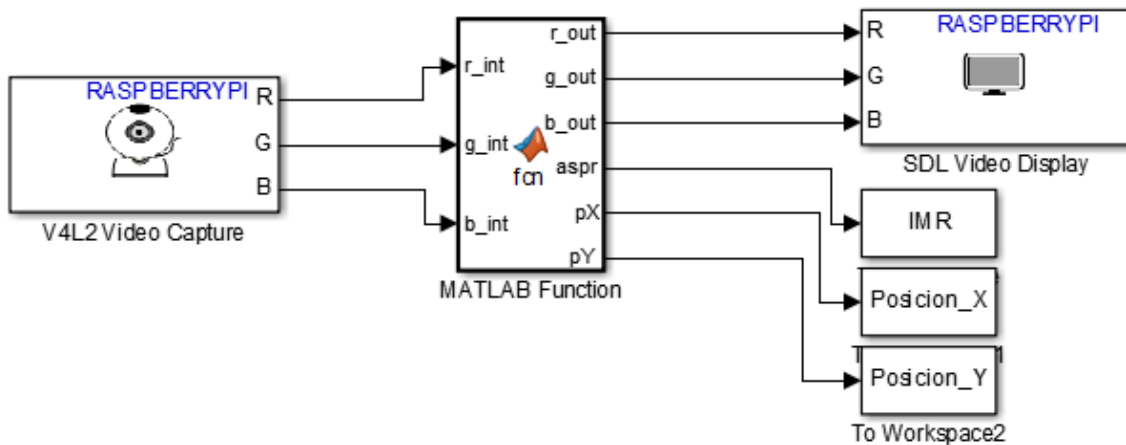 RASPBERRYPI
R
G
B
V4L2 Video Capture
r_int
g_int
b_int
fcn
r_out
g_out
b_out
aspr
pX
pY
MATLAB Function
RASPBERRYPI
R
G
B
SDL Video Display
IMR
Posicion_X
Posicion_Y
To Workspace2